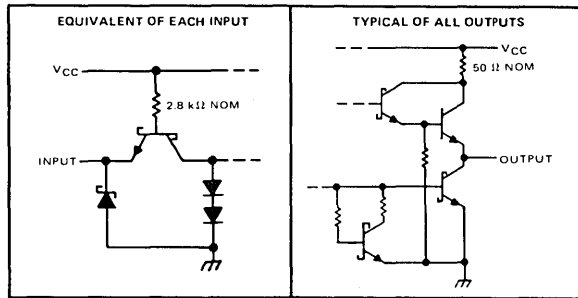 EQUIVALENT OF EACH INPUT
VCC
2.8 kΩ NOM
INPUT
TYPICAL OF ALL OUTPUTS
VCC
50 Ω NOM
OUTPUT